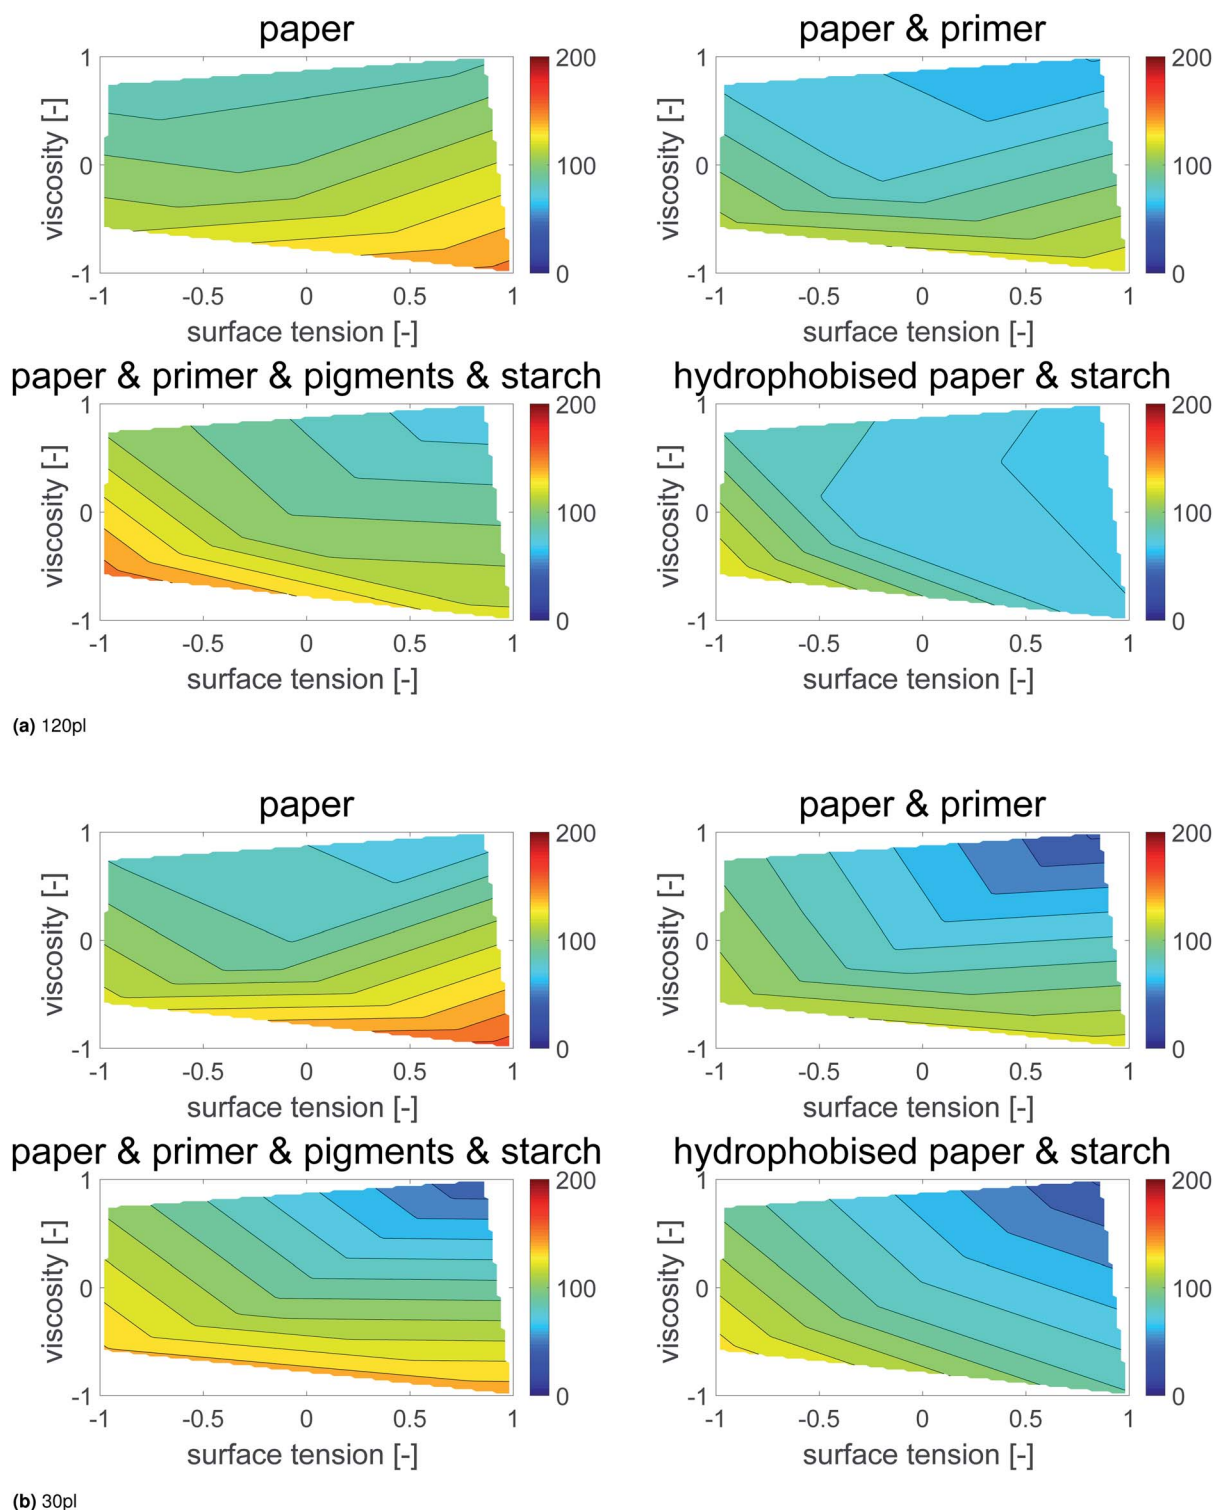 paper
paper & primer
1
0
-1
viscosity [-]
-1 -0.5 0 0.5 1
surface tension [-]
200
100
0
1
0
-1
viscosity [-]
-1 -0.5 0 0.5 1
surface tension [-]
200
100
0
paper & primer & pigments & starch
hydrophobised paper & starch
1
0
-1
viscosity [-]
-1 -0.5 0 0.5 1
surface tension [-]
200
100
0
1
0
-1
viscosity [-]
-1 -0.5 0 0.5 1
surface tension [-]
200
100
0
(a) 120pl
paper
paper & primer
1
0
-1
viscosity [-]
-1 -0.5 0 0.5 1
surface tension [-]
200
100
0
1
0
-1
viscosity [-]
-1 -0.5 0 0.5 1
surface tension [-]
200
100
0
paper & primer & pigments & starch
hydrophobised paper & starch
1
0
-1
viscosity [-]
-1 -0.5 0 0.5 1
surface tension [-]
200
100
0
1
0
-1
viscosity [-]
-1 -0.5 0 0.5 1
surface tension [-]
200
100
0
(b) 30pl